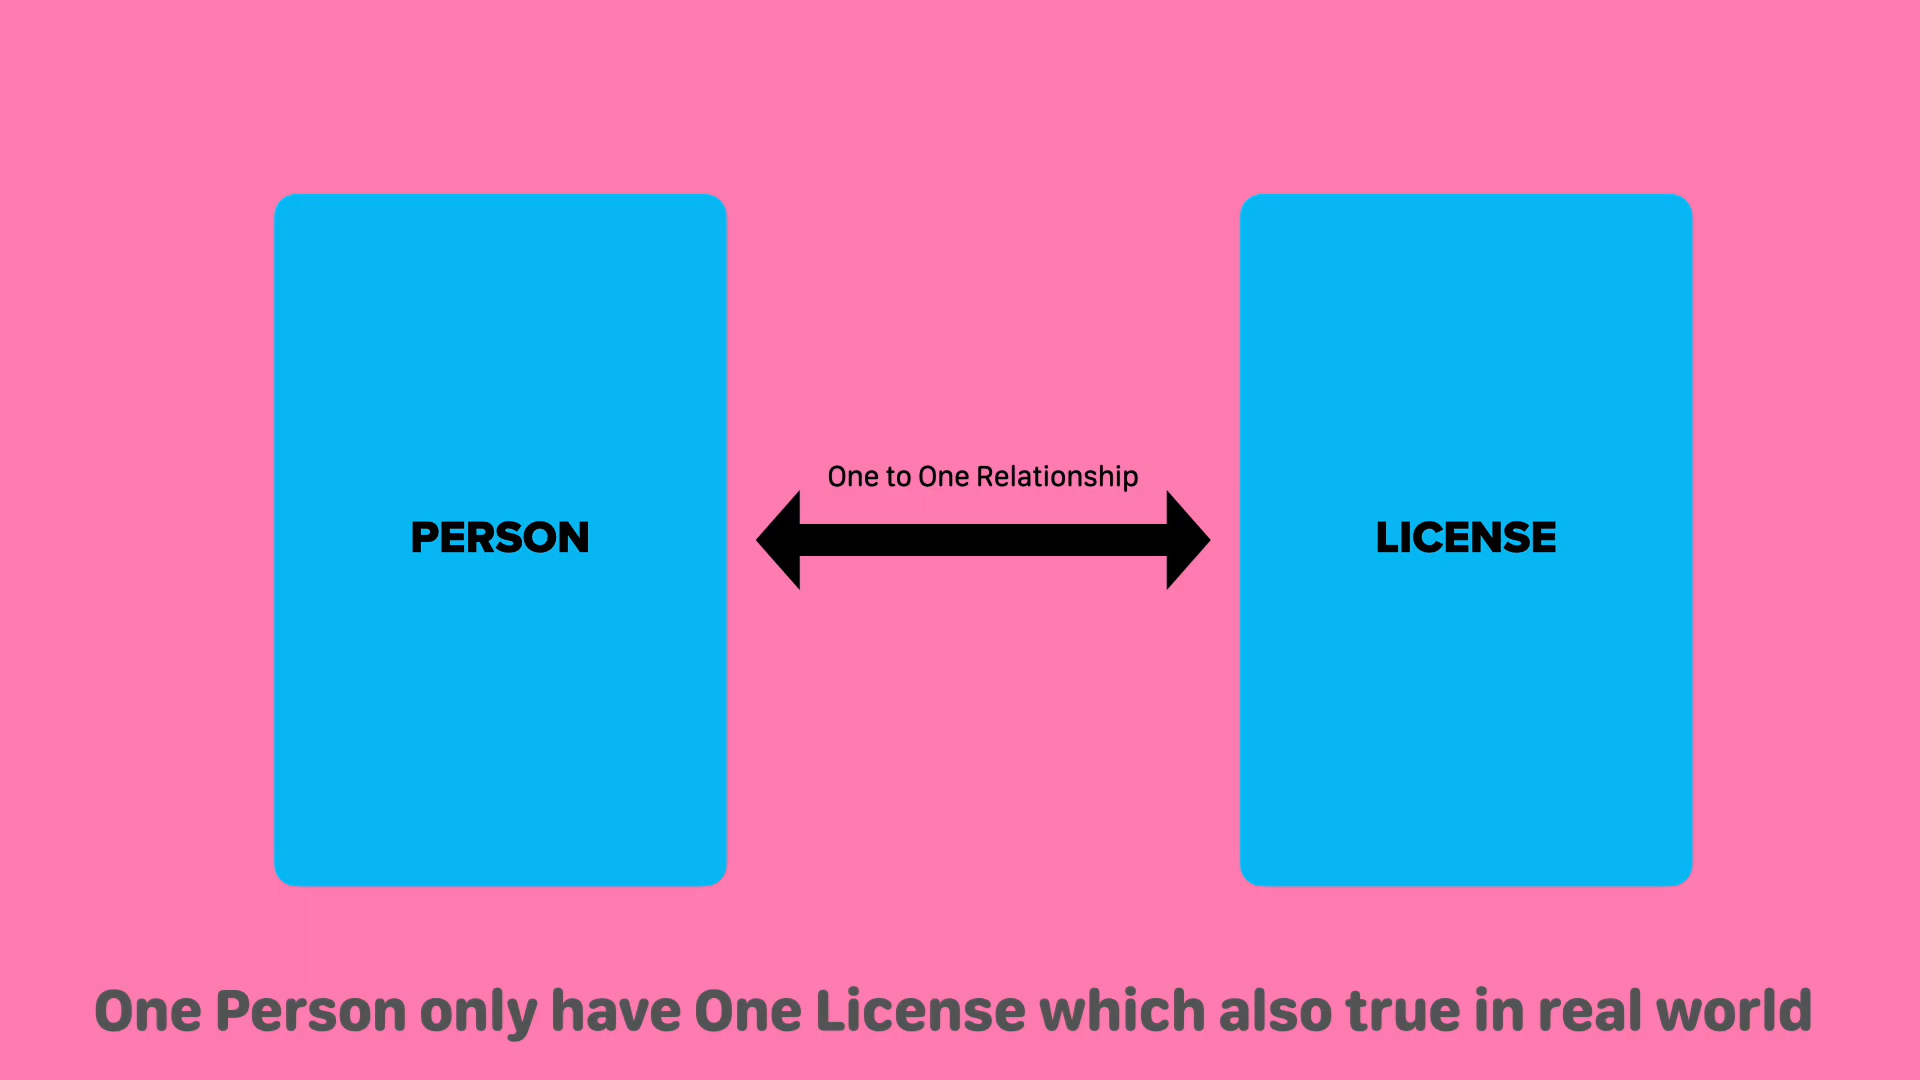 One to One Relationship
PERSON
LICENSE
One Person only have One License which also true in real world